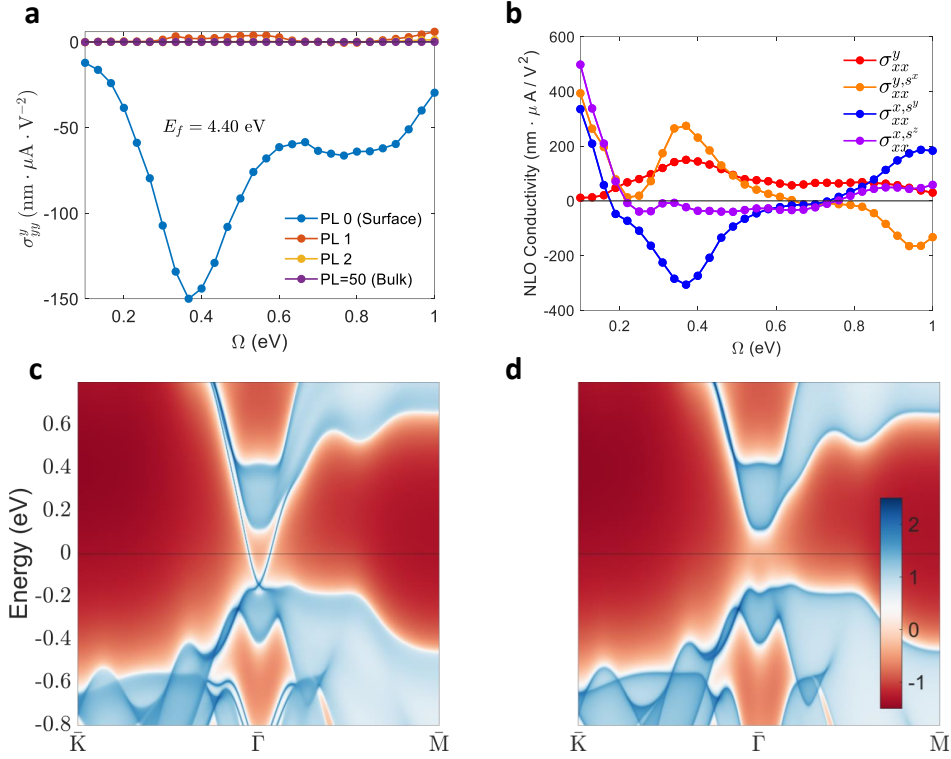 a
0
-50
-100
-150
σ^y_yy (nm · μA · V⁻²)
E_f = 4.40 eV
PL 0 (Surface)
PL 1
PL 2
PL=50 (Bulk)
0.2
0.4
0.6
0.8
1
Ω (eV)
b
600
400
200
0
-200
-400
NLO Conductivity (nm · μ A / V²)
σ^y_xx
σ^{y,s^x}_xx
σ^{x,s^y}_xx
σ^{x,s^z}_xx
0.2
0.4
0.6
0.8
1
Ω (eV)
c
Energy (eV)
0.6
0.4
0.2
0
-0.2
-0.4
-0.6
-0.8
K̄
Γ̄
M̄
d
2
1
0
-1
K̄
Γ̄
M̄